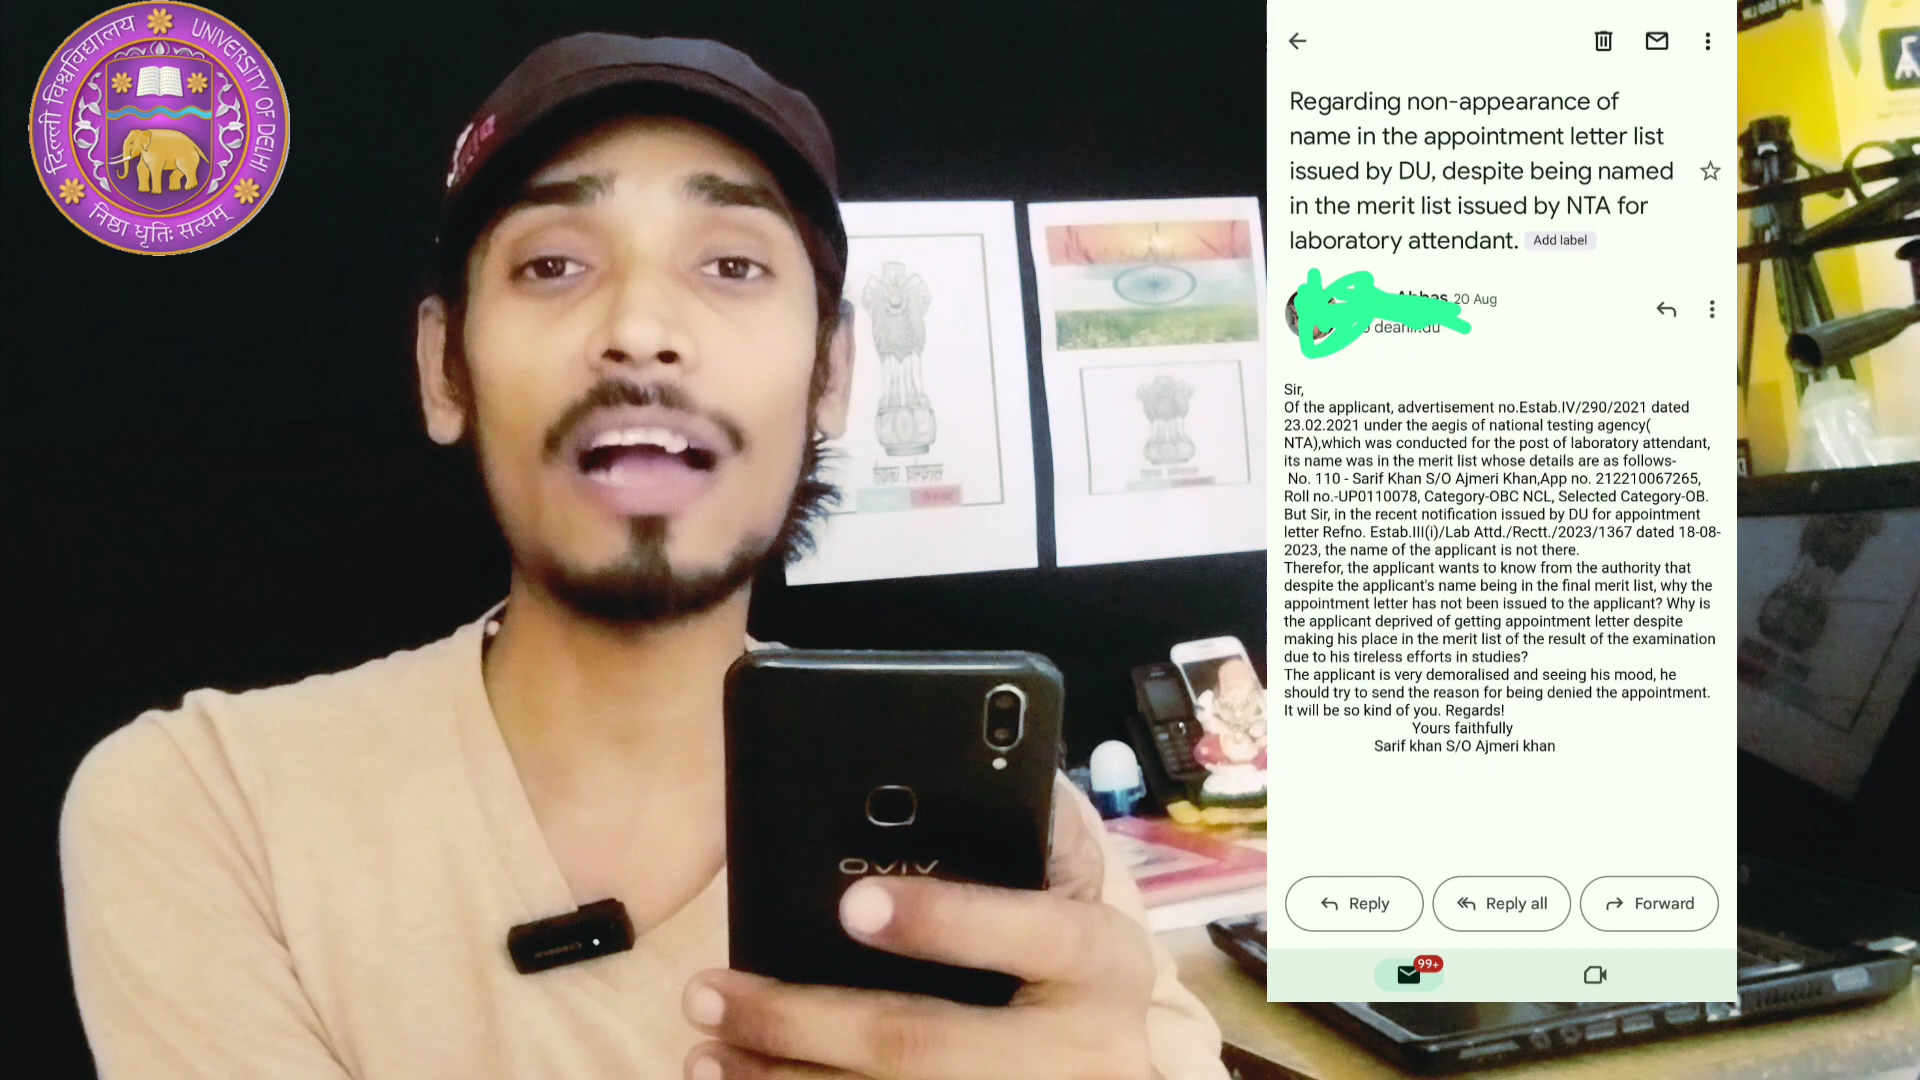 दिल्ली विश्वविद्यालय
UNIVERSITY OF DELHI
निष्ठा धृतिः सत्यम्
Regarding non-appearance of
name in the appointment letter list
issued by DU, despite being named
in the merit list issued by NTA for
laboratory attendant. Add label
Abbas 20 Aug
Sir,
Of the applicant, advertisement no.Estab.IV/290/2021 dated
23.02.2021 under the aegis of national testing agency(
NTA),which was conducted for the post of laboratory attendant,
its name was in the merit list whose details are as follows-
No. 110 - Sarif Khan S/O Ajmeri Khan,App no. 212210067265,
Roll no.-UP0110078, Category-OBC NCL, Selected Category-OB.
But Sir, in the recent notification issued by DU for appointment
letter Refno. Estab.III(i)/Lab Attd./Rectt./2023/1367 dated 18-08-
2023, the name of the applicant is not there.
Therefor, the applicant wants to know from the authority that
despite the applicant's name being in the final merit list, why the
appointment letter has not been issued to the applicant? Why is
the applicant deprived of getting appointment letter despite
making his place in the merit list of the result of the examination
due to his tireless efforts in studies?
The applicant is very demoralised and seeing his mood, he
should try to send the reason for being denied the appointment.
It will be so kind of you. Regards!
Yours faithfully
Sarif khan S/O Ajmeri khan
Reply
Reply all
Forward
99+